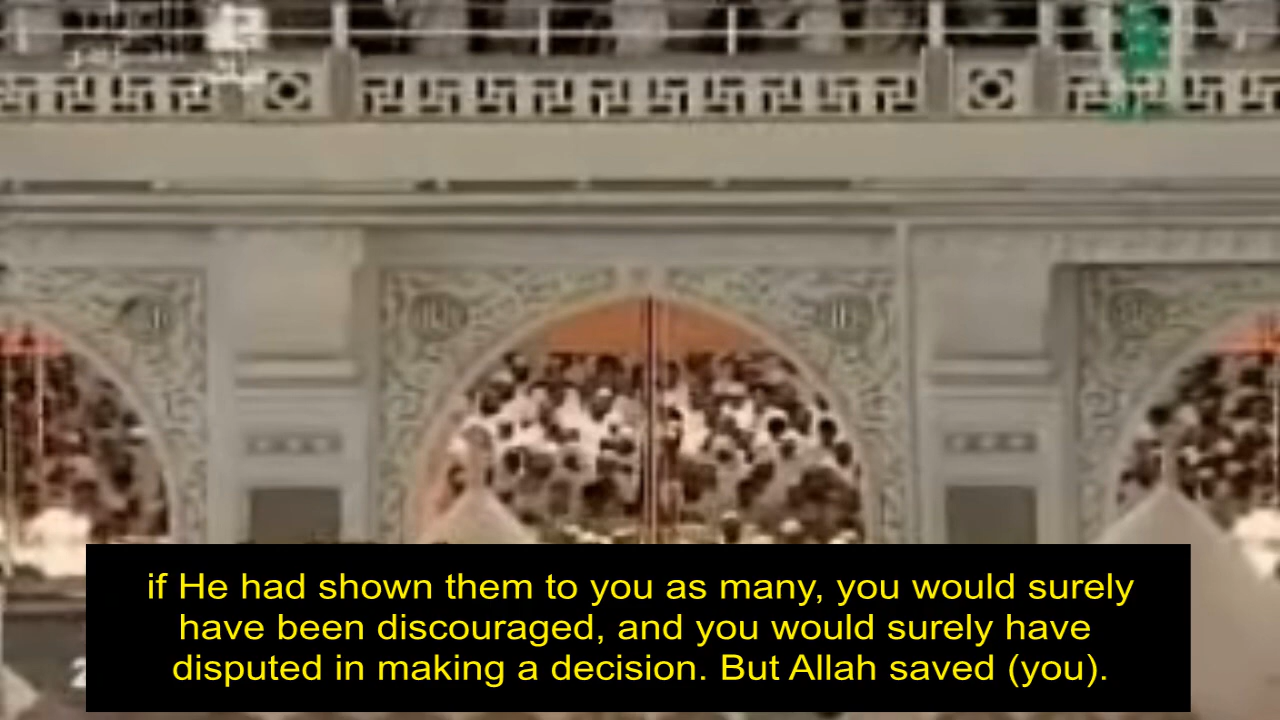 if He had shown them to you as many, you would surely
have been discouraged, and you would surely have
disputed in making a decision. But Allah saved (you).